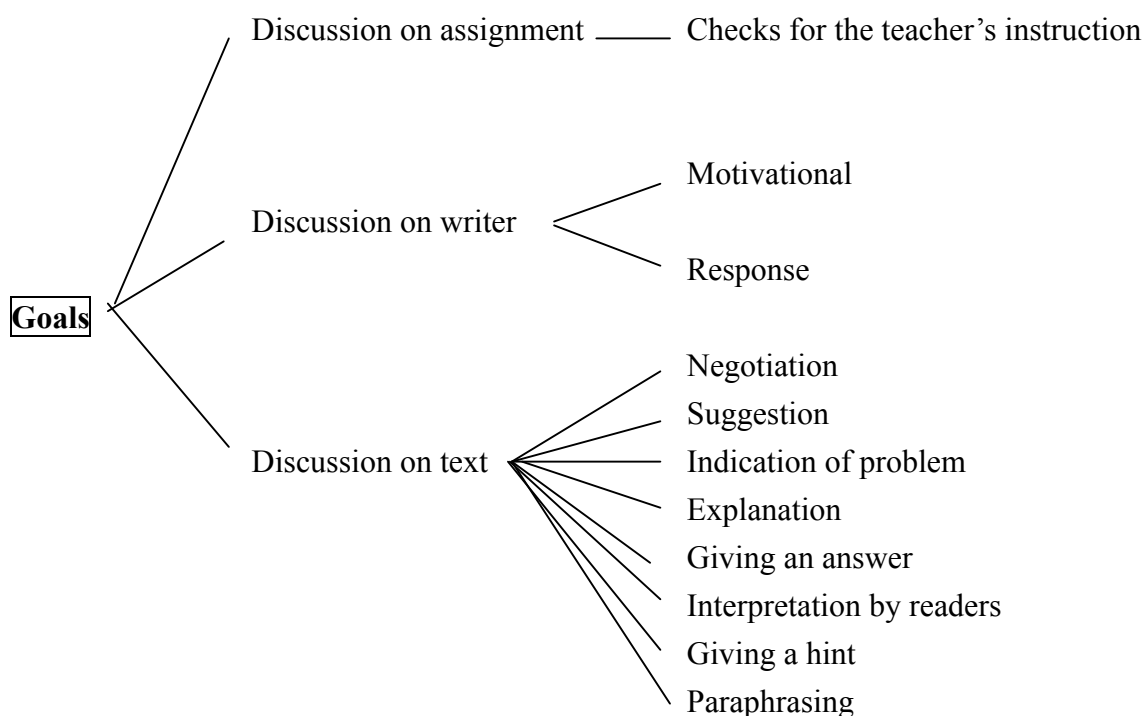 Discussion on assignment
Checks for the teacher’s instruction
Motivational
Discussion on writer
Response
Goals
Negotiation
Suggestion
Discussion on text
Indication of problem
Explanation
Giving an answer
Interpretation by readers
Giving a hint
Paraphrasing